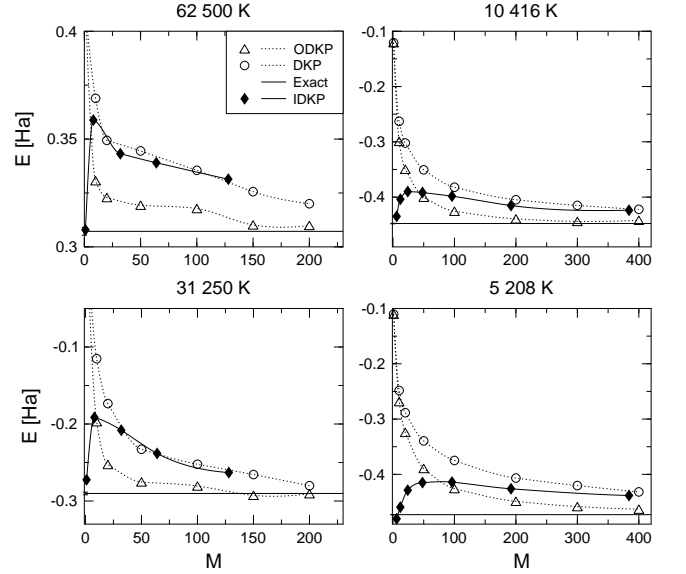 62 500 K
10 416 K
0.4
0.35
0.3
E [Ha]
ODKP
DKP
Exact
IDKP
0 50 100 150 200
-0.1
-0.2
-0.3
-0.4
0 100 200 300 400
31 250 K
5 208 K
-0.1
-0.2
-0.3
E [Ha]
0 50 100 150 200
M
-0.1
-0.2
-0.3
-0.4
0 100 200 300 400
M